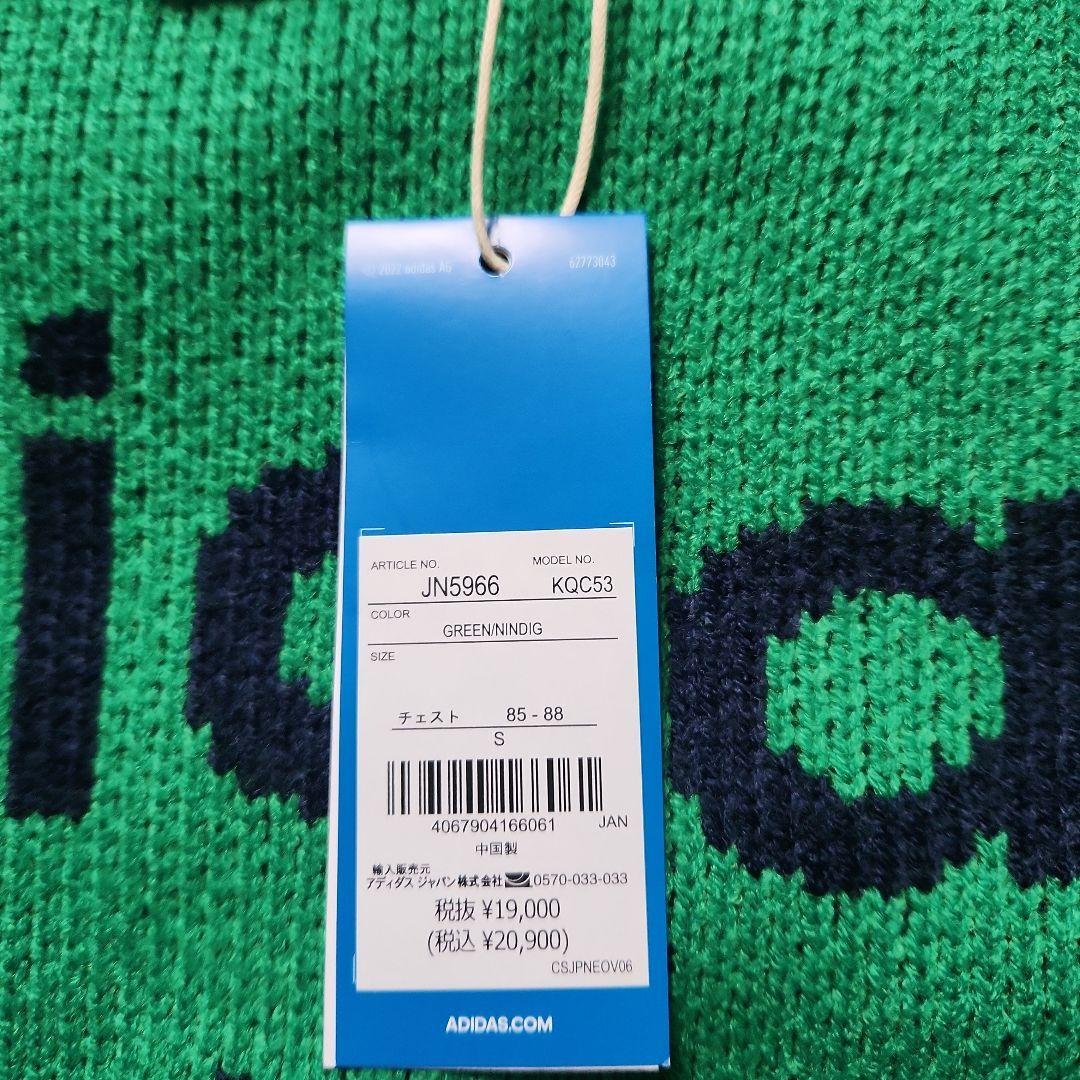 © 2022 adidas AG 62773043
ARTICLE NO. MODEL NO.
JN5966 KQC53
COLOR
GREEN/NINDIG
SIZE
チェスト 85 - 88
S
4067904166061 JAN
中国製
輸入販売元
アディダス ジャパン株式会社 0570-033-033
税抜 ¥19,000
(税込 ¥20,900)
CSJPNEOV06
ADIDAS.COM